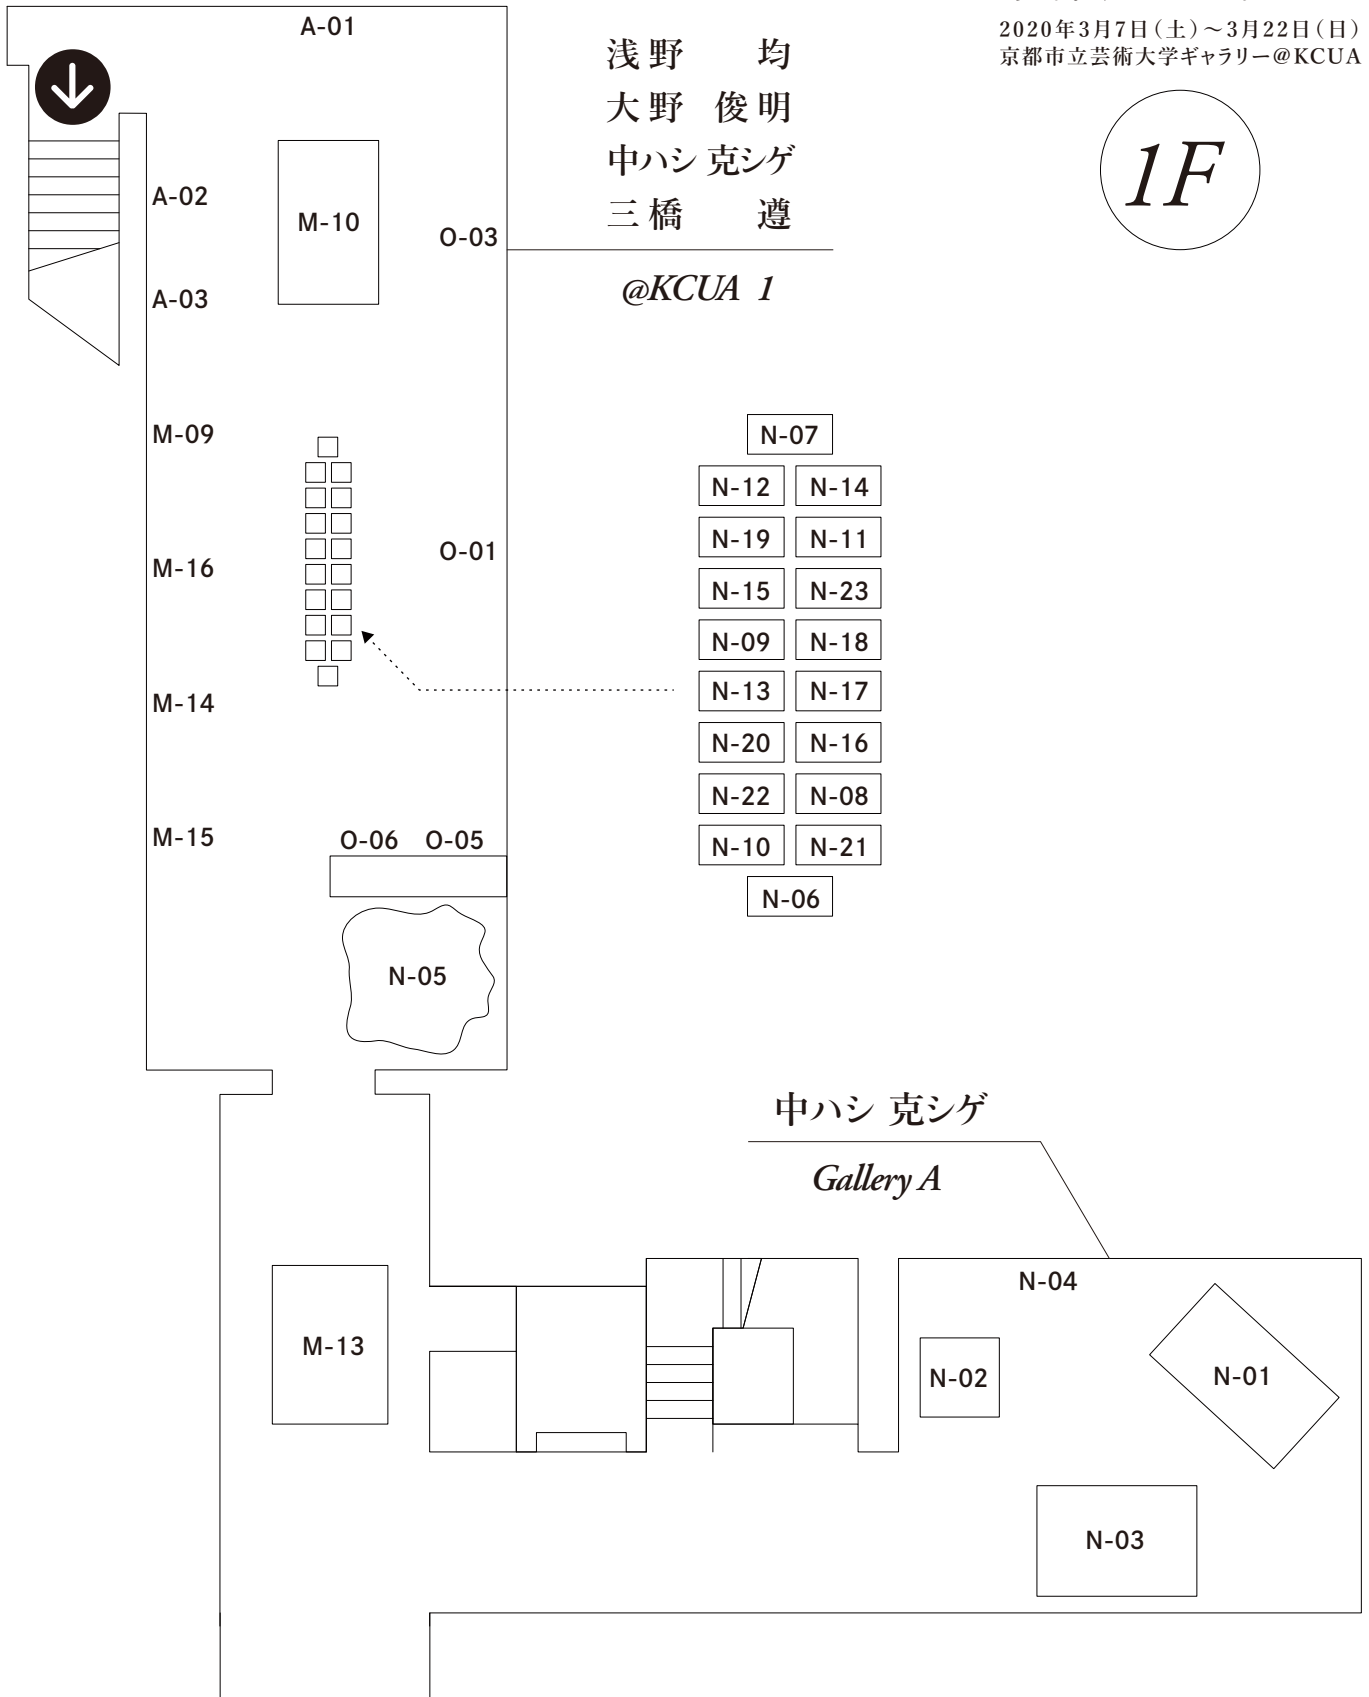 2020年3月7日(土)～3月22日(日)
京都市立芸術大学ギャラリー@KCUA
1F
浅野 均
大野 俊明
中ハシ 克シゲ
三橋 遵
@KCUA 1
A-01
A-02
M-10
O-03
A-03
M-09
M-16
O-01
M-14
M-15
O-06 O-05
N-05
N-07
N-12 N-14
N-19 N-11
N-15 N-23
N-09 N-18
N-13 N-17
N-20 N-16
N-22 N-08
N-10 N-21
N-06
中ハシ 克シゲ
Gallery A
M-13
N-04
N-02
N-01
N-03